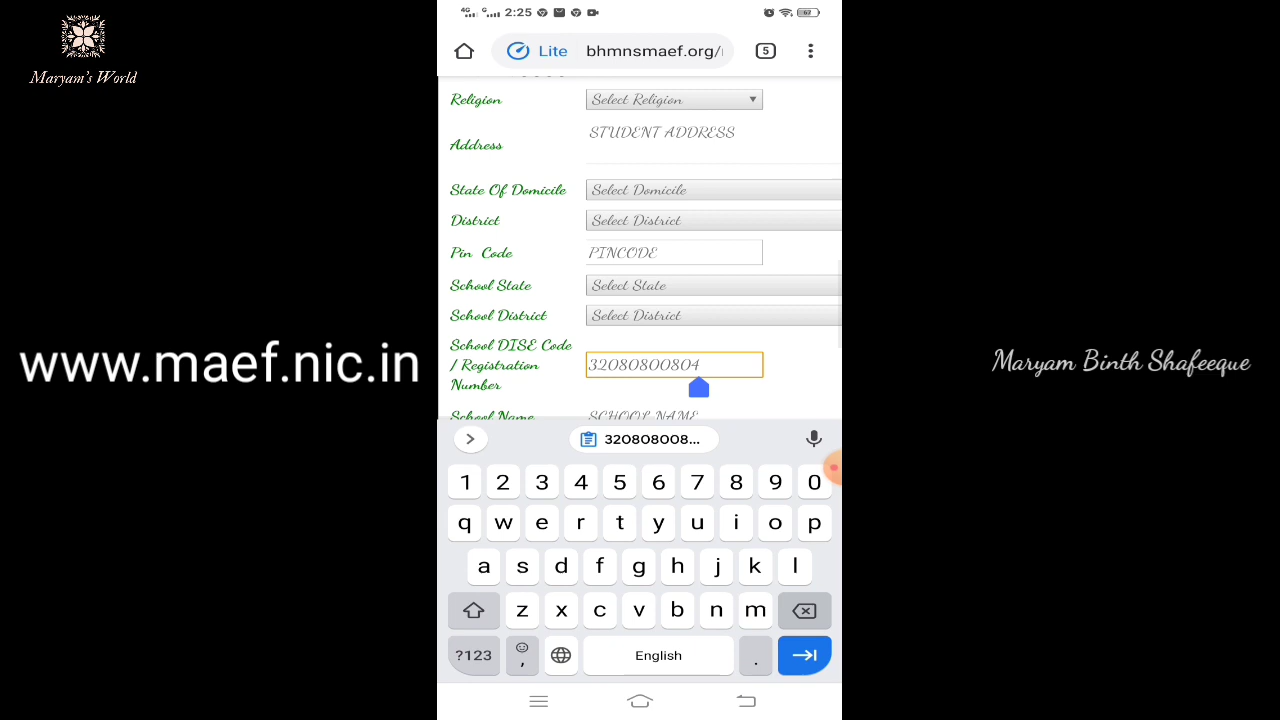 Maryam's World
www.maef.nic.in
Maryam Binth Shafeeque
4G G 2:25 67
Lite bhmnsmaef.org/ 5
Religion Select Religion
Address STUDENT ADDRESS
State Of Domicile Select Domicile
District Select District
Pin Code PINCODE
School State Select State
School District Select District
School DISE Code
/ Registration 32080800804
Number
School Name SCHOOL NAME
320808008...
1 2 3 4 5 6 7 8 9 0
q w e r t y u i o p
a s d f g h j k l
z x c v b n m
?123 , English .